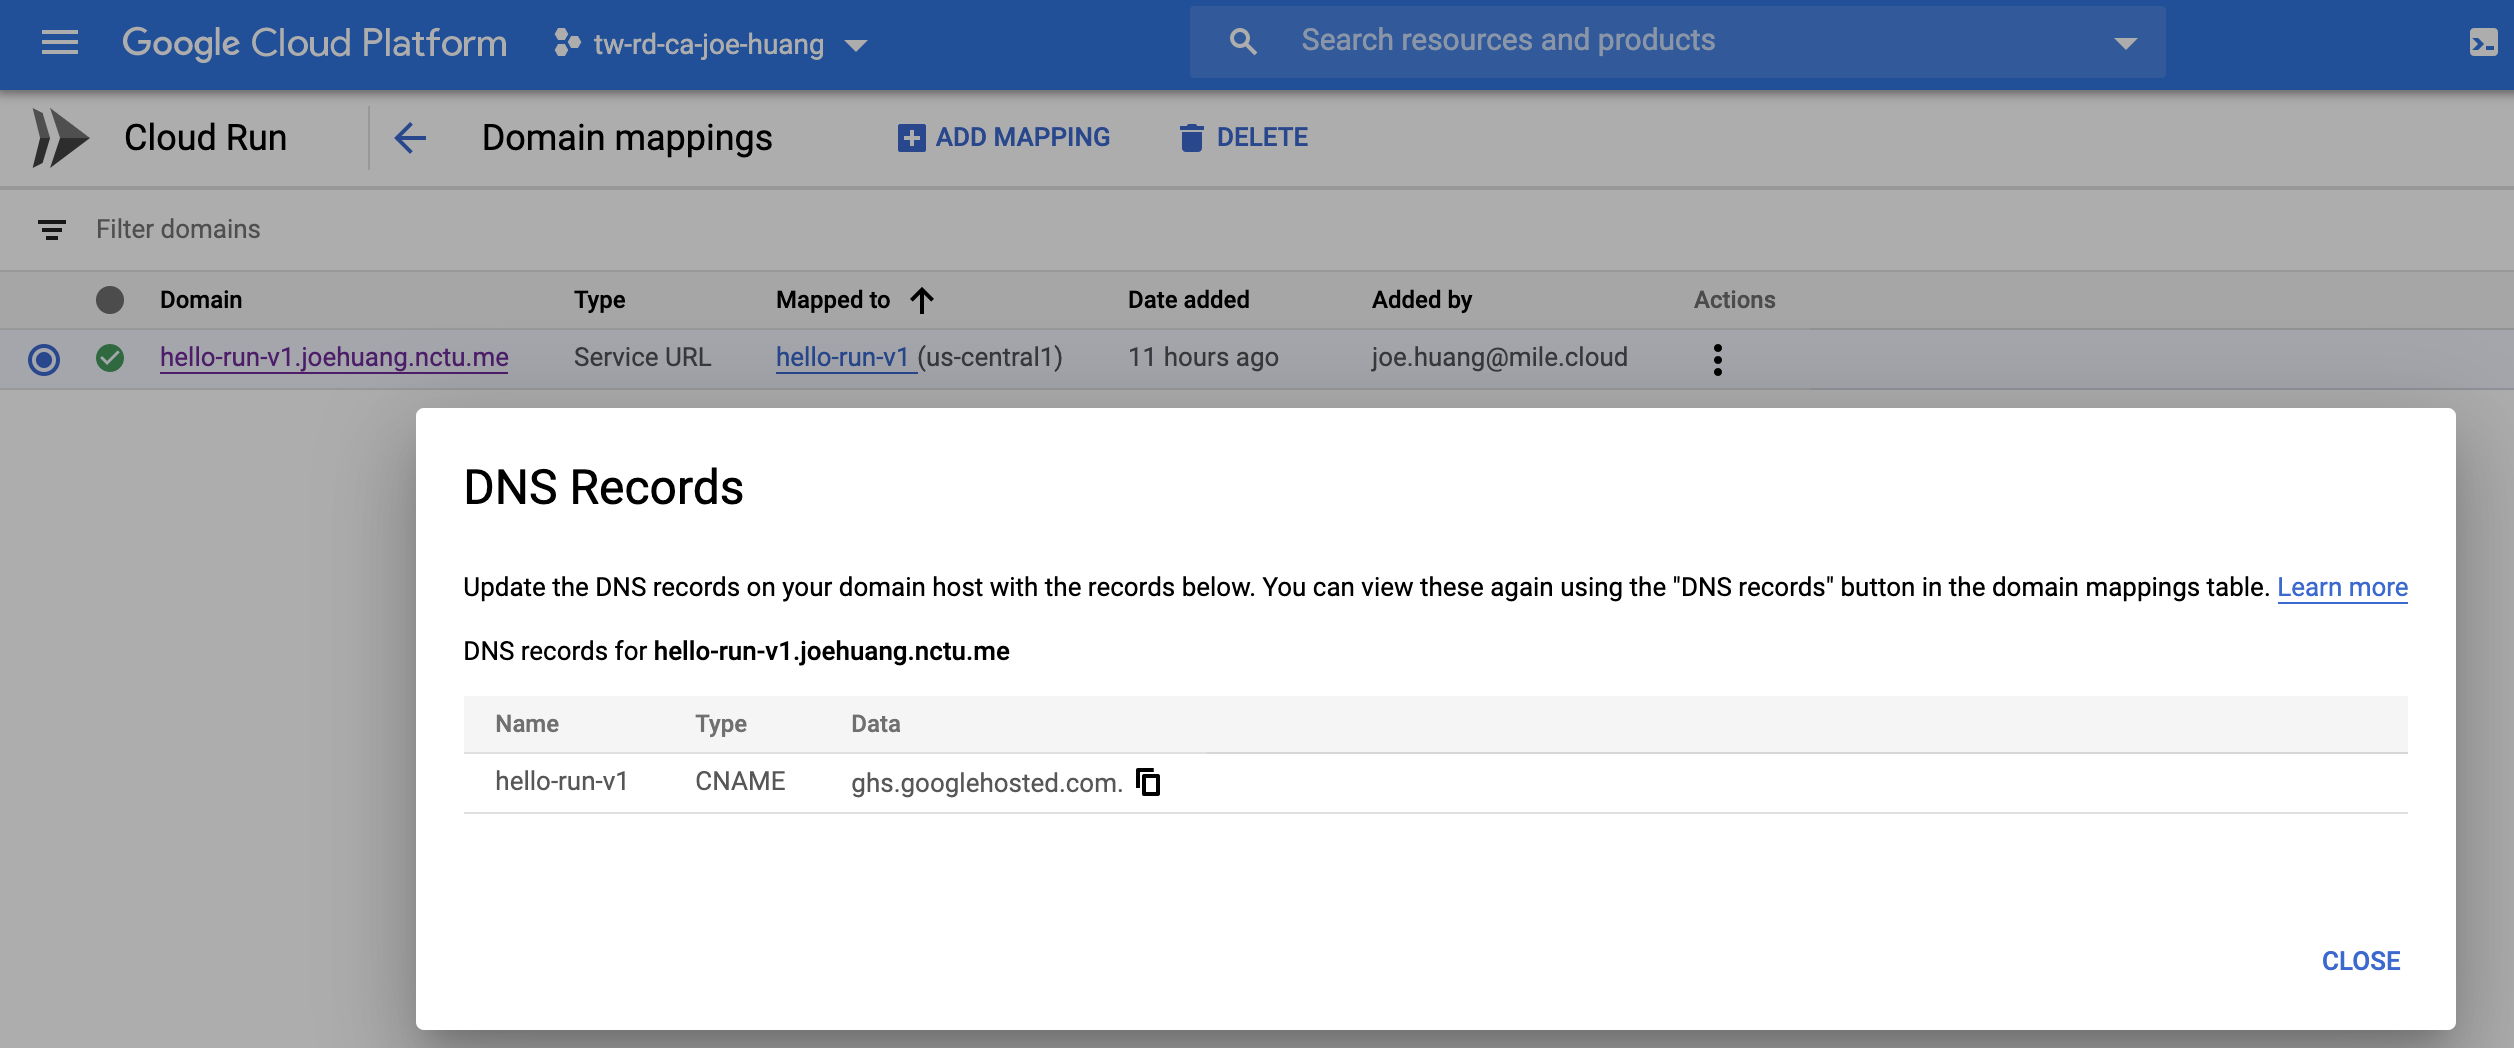 Google Cloud Platform tw-rd-ca-joe-huang Search resources and products
Cloud Run Domain mappings ADD MAPPING DELETE
Filter domains
Domain Type Mapped to Date added Added by Actions
hello-run-v1.joehuang.nctu.me Service URL hello-run-v1 (us-central1) 11 hours ago joe.huang@mile.cloud
DNS Records
Update the DNS records on your domain host with the records below. You can view these again using the "DNS records" button in the domain mappings table. Learn more
DNS records for hello-run-v1.joehuang.nctu.me
Name Type Data
hello-run-v1 CNAME ghs.googlehosted.com.
CLOSE